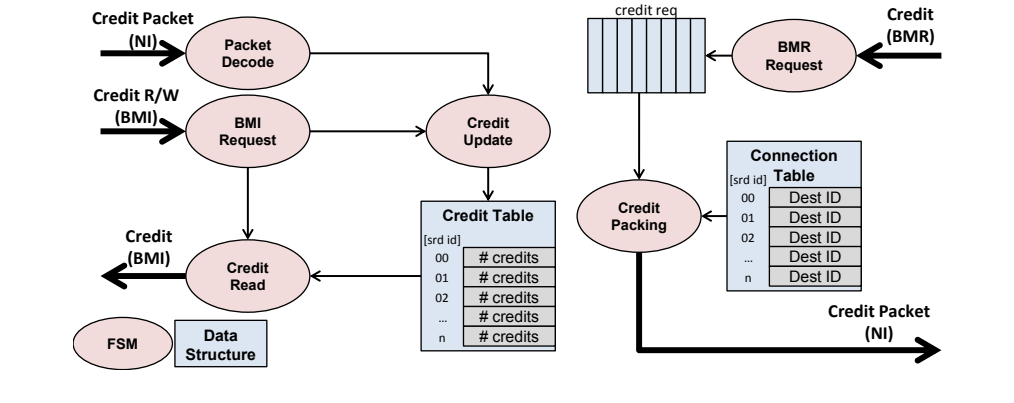 Credit Packet
(NI)
Packet
Decode
Credit R/W
(BMI)
BMI
Request
Credit
Update
Credit
(BMI)
Credit
Read
Credit Table
[srd id]
00 # credits
01 # credits
02 # credits
... # credits
n # credits
FSM
Data
Structure
credit req
BMR
Request
Credit
(BMR)
Credit
Packing
Connection
Table
[srd id]
00 Dest ID
01 Dest ID
02 Dest ID
... Dest ID
n Dest ID
Credit Packet
(NI)